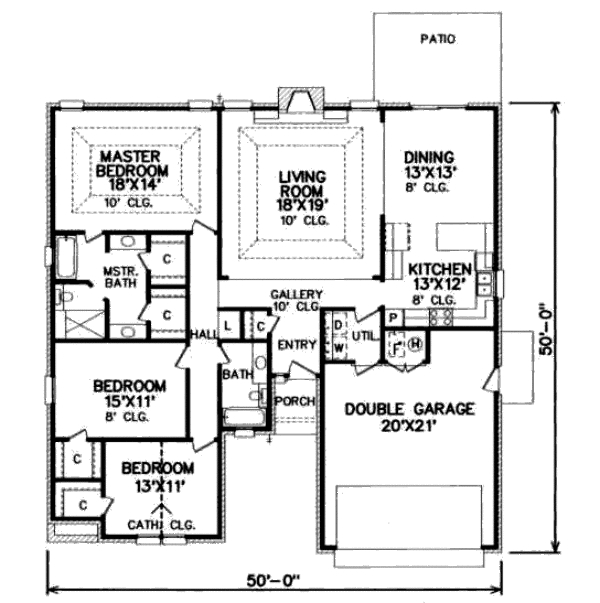 PATIO
MASTER
BEDROOM
18'X14'
10' CLG.
LIVING
ROOM
18'X19'
10' CLG.
DINING
13'X13'
8' CLG.
KITCHEN
13'X12'
8' CLG.
C
MSTR.
BATH
C
GALLERY
10' CLG.
HALL
L
C
ENTRY
D
W
UTIL.
P
F
H
BATH
PORCH
BEDROOM
15'X11'
8' CLG.
DOUBLE GARAGE
20'X21'
C
C
BEDROOM
13'X11'
CATH. CLG.
50'-0"
50'-0"